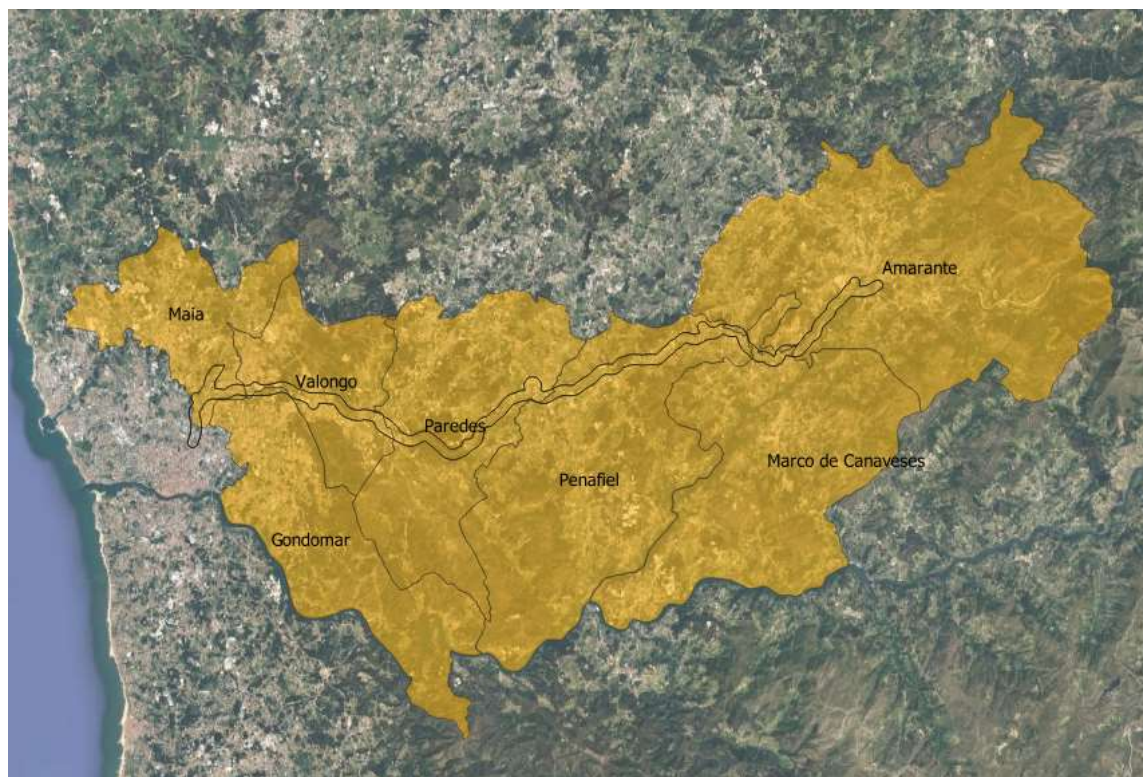 Amarante
Maia
Valongo
Paredes
Marco de Canaveses
Penafiel
Gondomar